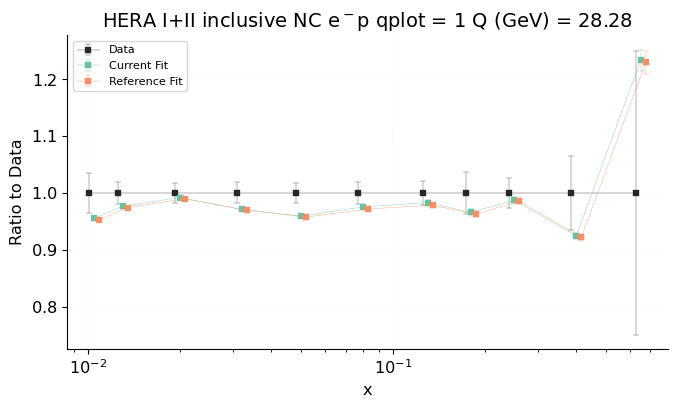 HERA I+II inclusive NC e⁻p qplot = 1 Q (GeV) = 28.28
Data
Current Fit
Reference Fit
Ratio to Data
1.2
1.1
1.0
0.9
0.8
10⁻² 10⁻¹
x